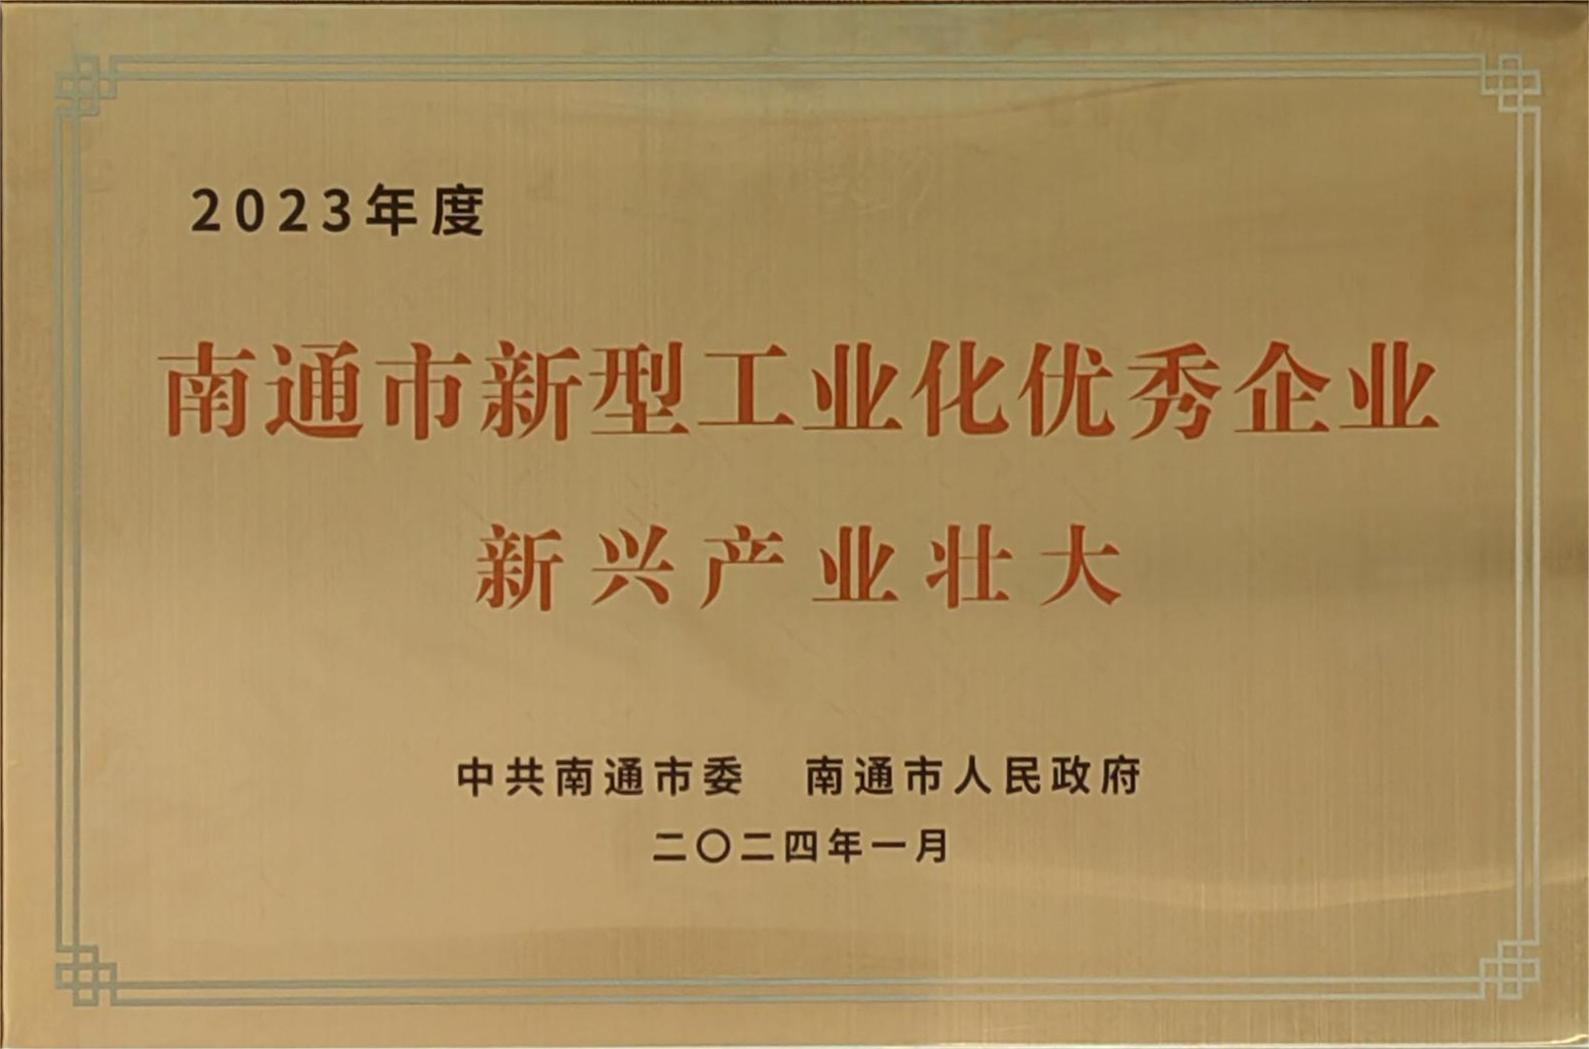 2023年度
南通市新型工业化优秀企业
新兴产业壮大
中共南通市委 南通市人民政府
二〇二四年一月